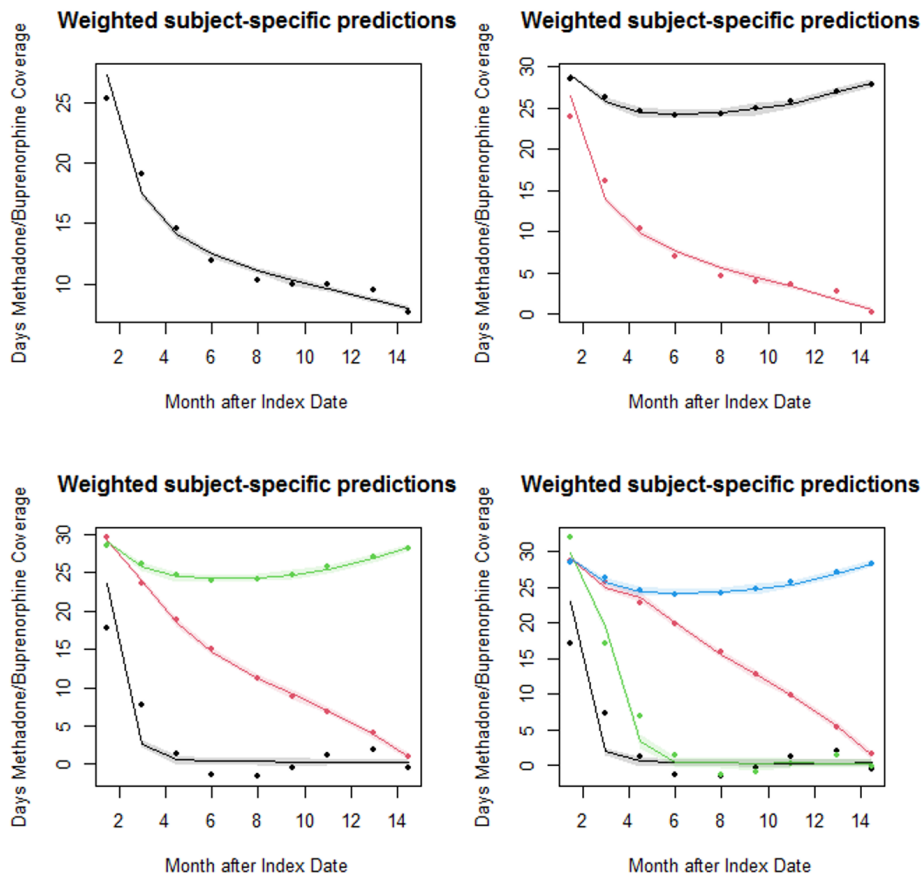 Weighted subject-specific predictions
Days Methadone/Buprenorphine Coverage
25
20
15
10
2 4 6 8 10 12 14
Month after Index Date
Weighted subject-specific predictions
Days Methadone/Buprenorphine Coverage
30
25
20
15
10
5
0
2 4 6 8 10 12 14
Month after Index Date
Weighted subject-specific predictions
Days Methadone/Buprenorphine Coverage
30
25
20
15
10
5
0
2 4 6 8 10 12 14
Month after Index Date
Weighted subject-specific predictions
Days Methadone/Buprenorphine Coverage
30
25
20
15
10
5
0
2 4 6 8 10 12 14
Month after Index Date